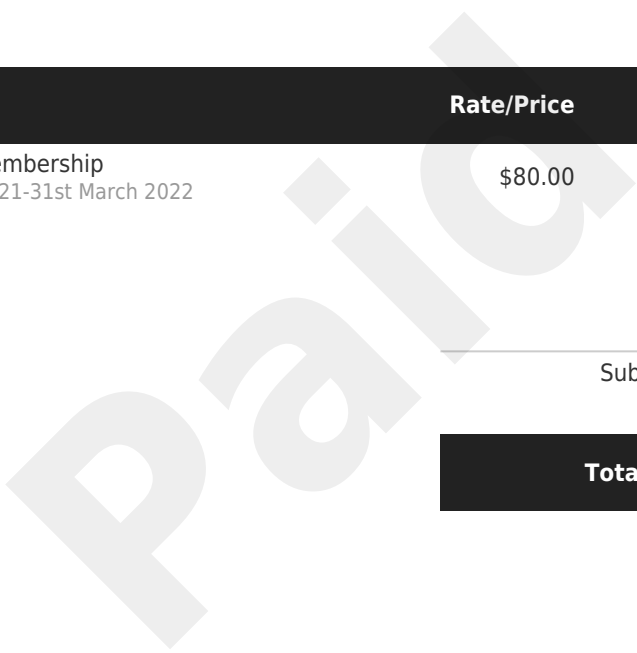 Rate/Price
embership
21-31st March 2022
$80.00
Sub
Tota
Paid